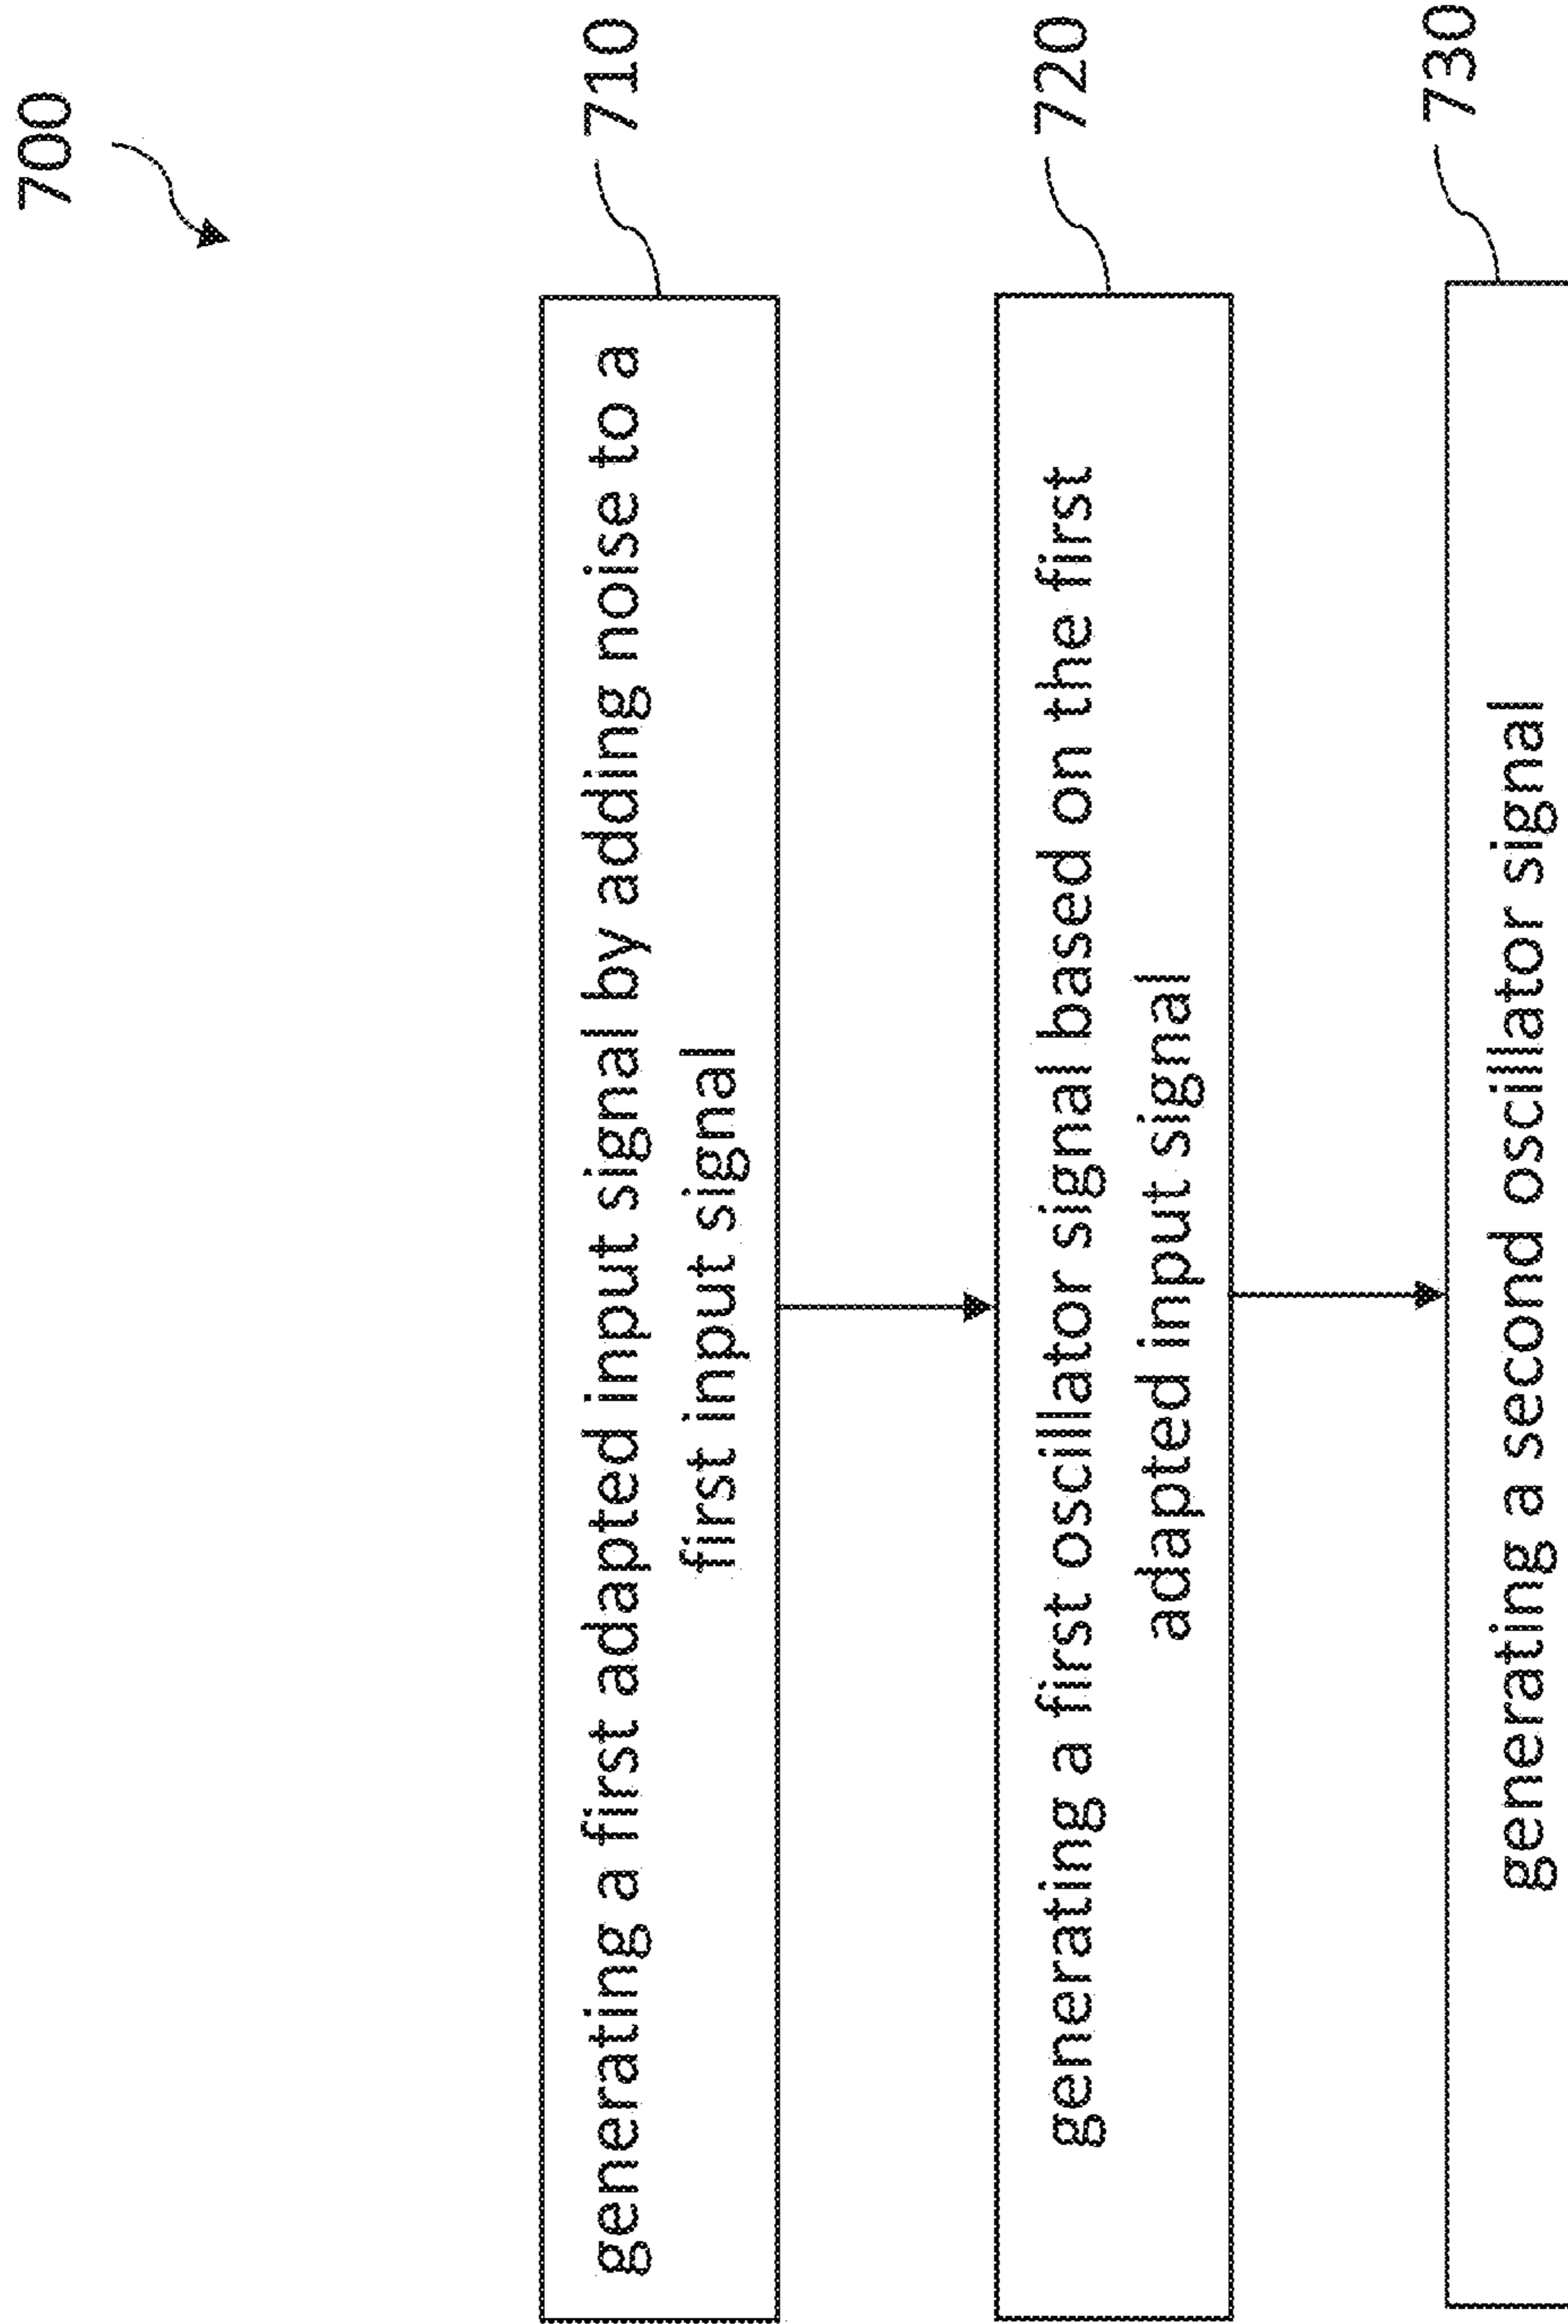 700
710
generating a first adapted input signal by adding noise to a
first input signal
720
generating a first oscillator signal based on the first
adapted input signal
730
generating a second oscillator signal